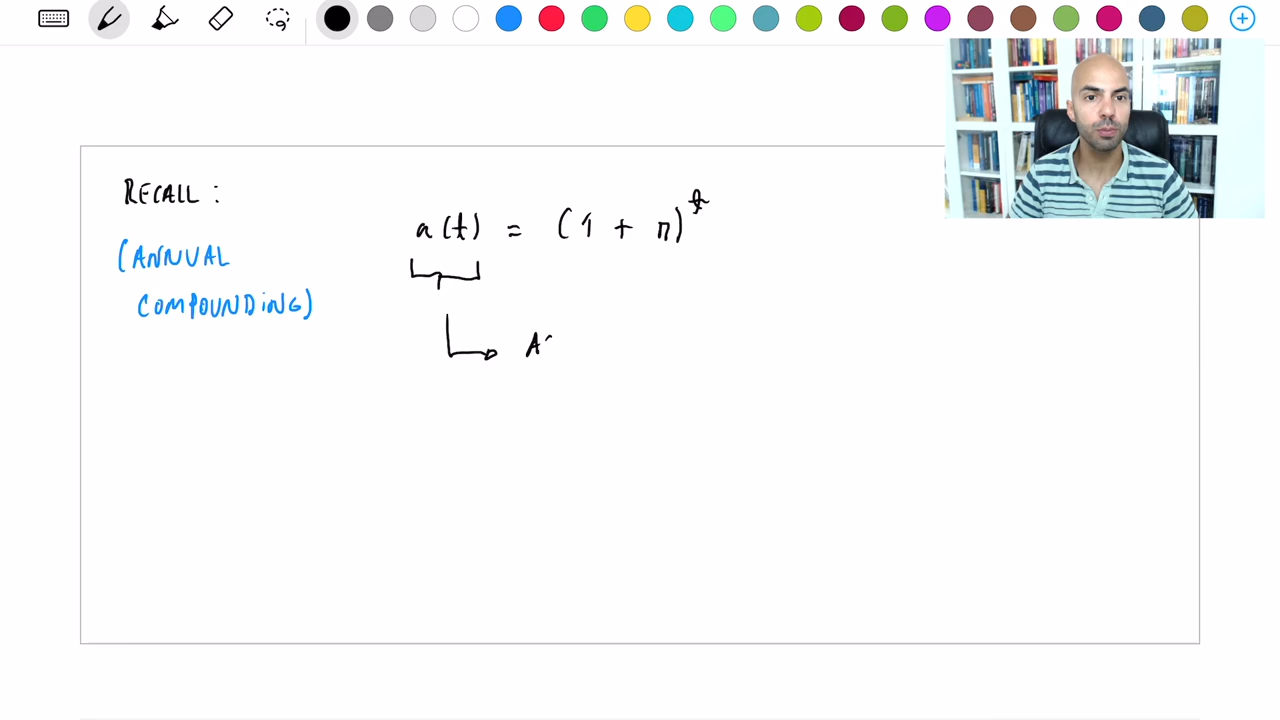 RECALL:
a(t) = (1 + r)^t
(ANNUAL
COMPOUNDING)
A